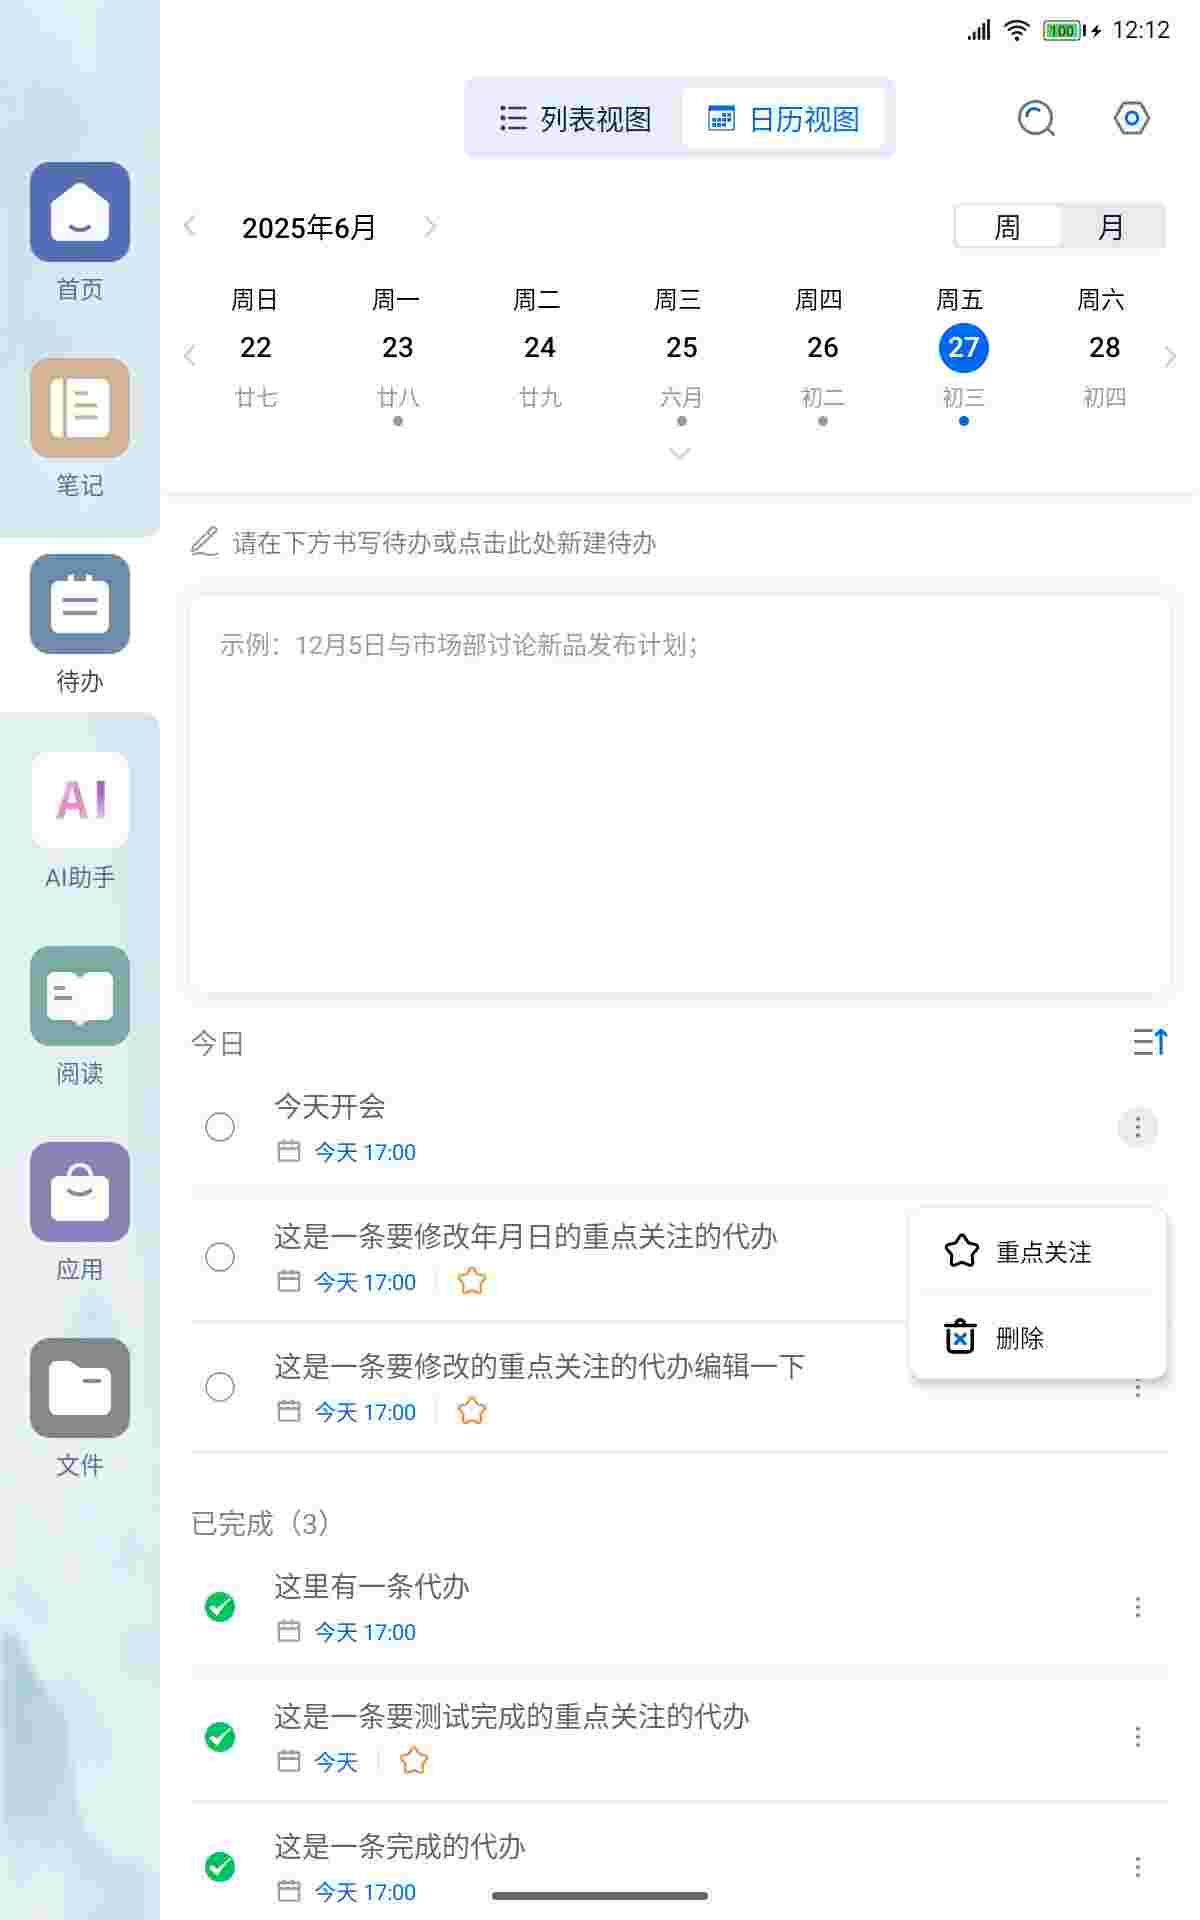 100 12:12
列表视图 日历视图
2025年6月 周 月
周日 周一 周二 周三 周四 周五 周六
22 23 24 25 26 27 28
廿七 廿八 廿九 六月 初二 初三 初四
请在下方书写待办或点击此处新建待办
示例：12月5日与市场部讨论新品发布计划；
首页
笔记
待办
AI
AI助手
阅读
应用
文件
今日
今天开会
今天 17:00
这是一条要修改年月日的重点关注的代办
今天 17:00
重点关注
删除
这是一条要修改的重点关注的代办编辑一下
今天 17:00
已完成（3）
这里有一条代办
今天 17:00
这是一条要测试完成的重点关注的代办
今天
这是一条完成的代办
今天 17:00